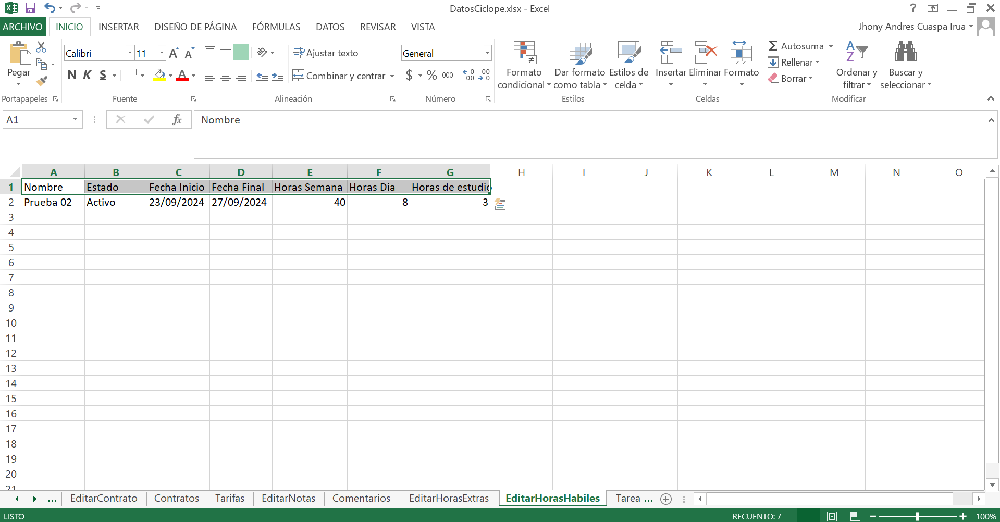 DatosCiclope.xlsx - Excel
ARCHIVO INICIO INSERTAR DISEÑO DE PÁGINA FÓRMULAS DATOS REVISAR VISTA Jhony Andres Cuaspa Irua
Pegar
Calibri 11
N K S A
Ajustar texto
Combinar y centrar
General
$ % 000
Formato condicional
Dar formato como tabla
Estilos de celda
Insertar Eliminar Formato
Autosuma
Rellenar
Borrar
Ordenar y filtrar
Buscar y seleccionar
Portapapeles Fuente Alineación Número Estilos Celdas Modificar
A1 fx Nombre
A B C D E F G H I J K L M N O
1 Nombre Estado Fecha Inicio Fecha Final Horas Semana Horas Dia Horas de estudio
2 Prueba 02 Activo 23/09/2024 27/09/2024 40 8 3
3
4
5
6
7
8
9
10
11
12
13
14
15
16
17
18
19
20
21
... EditarContrato Contratos Tarifas EditarNotas Comentarios EditarHorasExtras EditarHorasHabiles Tarea ...
LISTO RECUENTO: 7 100%